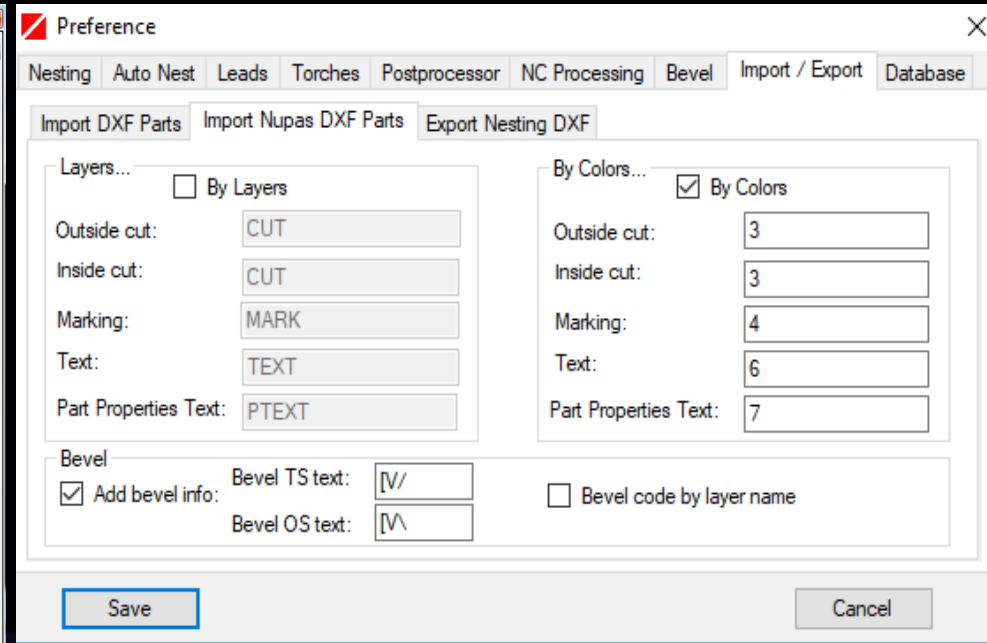 Preference
Nesting Auto Nest Leads Torches Postprocessor NC Processing Bevel Import / Export Database
Import DXF Parts Import Nupas DXF Parts Export Nesting DXF
Layers...
By Layers
Outside cut: CUT
Inside cut: CUT
Marking: MARK
Text: TEXT
Part Properties Text: PTEXT
By Colors...
By Colors
Outside cut: 3
Inside cut: 3
Marking: 4
Text: 6
Part Properties Text: 7
Bevel
Add bevel info:
Bevel TS text: [V/
Bevel OS text: [V\
Bevel code by layer name
Save Cancel